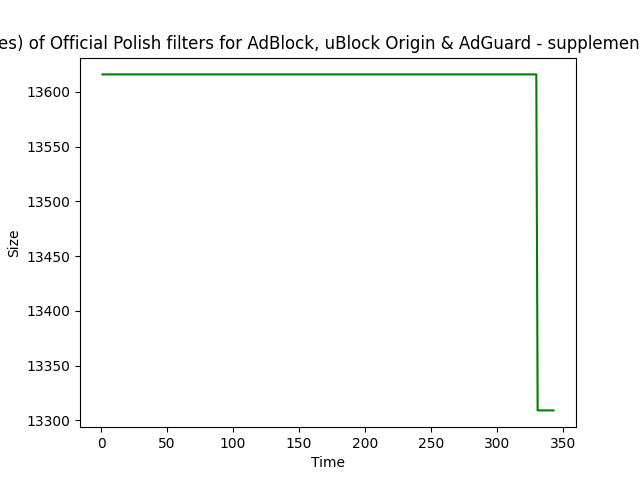 es) of Official Polish filters for AdBlock, uBlock Origin & AdGuard - supplemen
13600
13550
13500
13450
13400
13350
13300
Size
0 50 100 150 200 250 300 350
Time